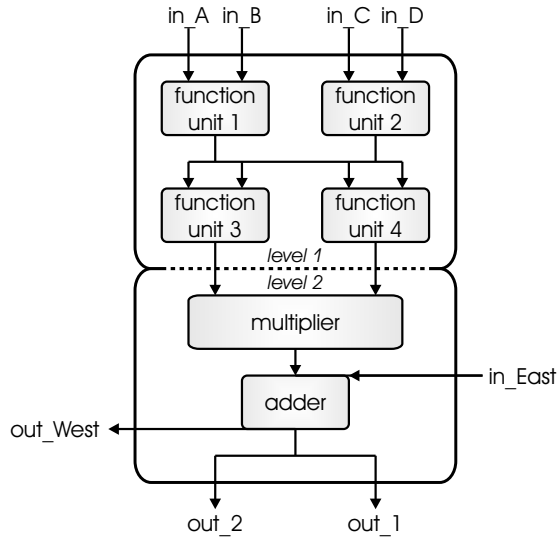 in_A in_B in_C in_D
function function
unit 1 unit 2
function function
unit 3 unit 4
level 1
level 2
multiplier
in_East
adder
out_West
out_2 out_1